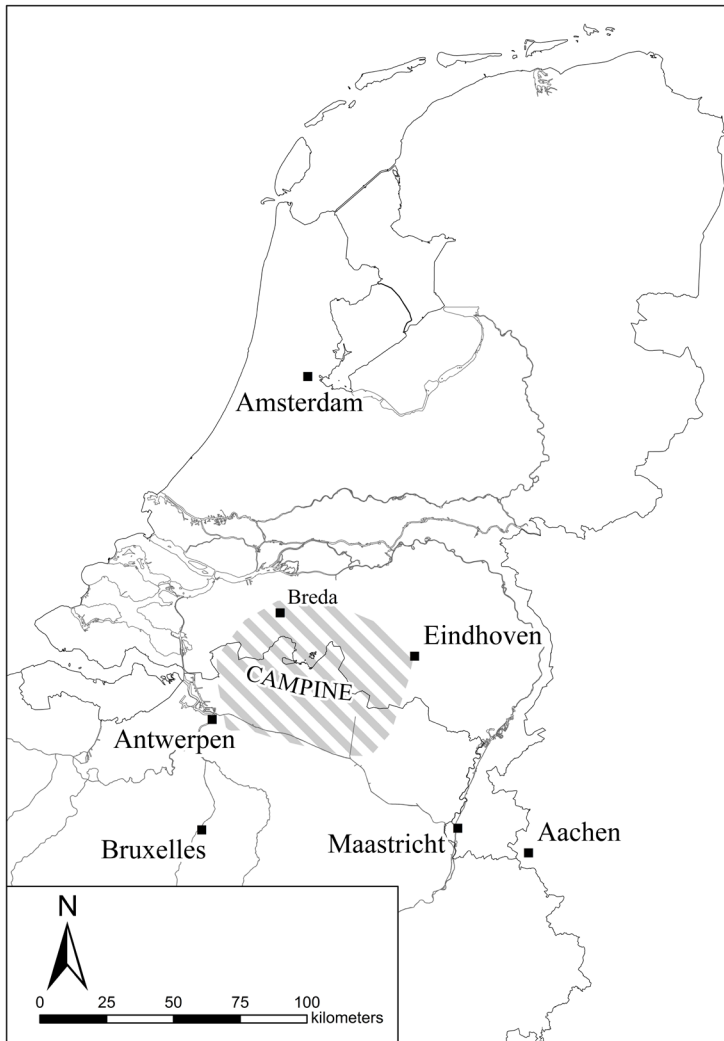 Amsterdam
Breda
Eindhoven
CAMPINE
Antwerpen
Bruxelles
Maastricht
Aachen
N
0 25 50 75 100
kilometers